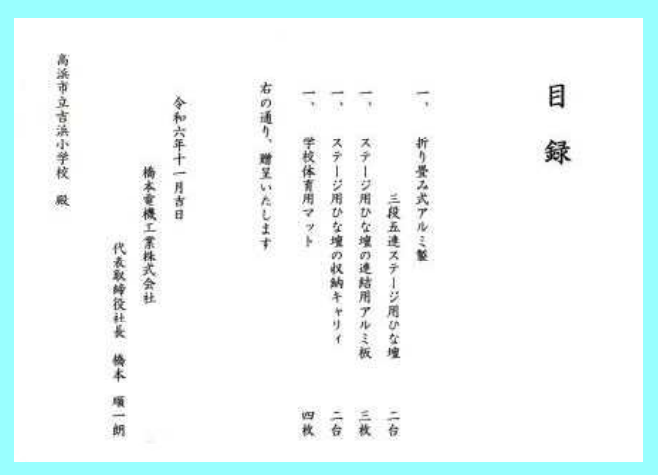 目録
一、 折り畳み式アルミ製
三段五連ステージ用ひな壇 二台
一、 ステージ用ひな壇の連結用アルミ板 三枚
一、 ステージ用ひな壇の収納キャリィ 二台
一、 学校体育用マット 四枚
右の通り、贈呈いたします
令和六年十一月吉日
橋本電機工業株式会社
代表取締役社長 橋本 順一朗
高浜市立吉浜小学校 殿